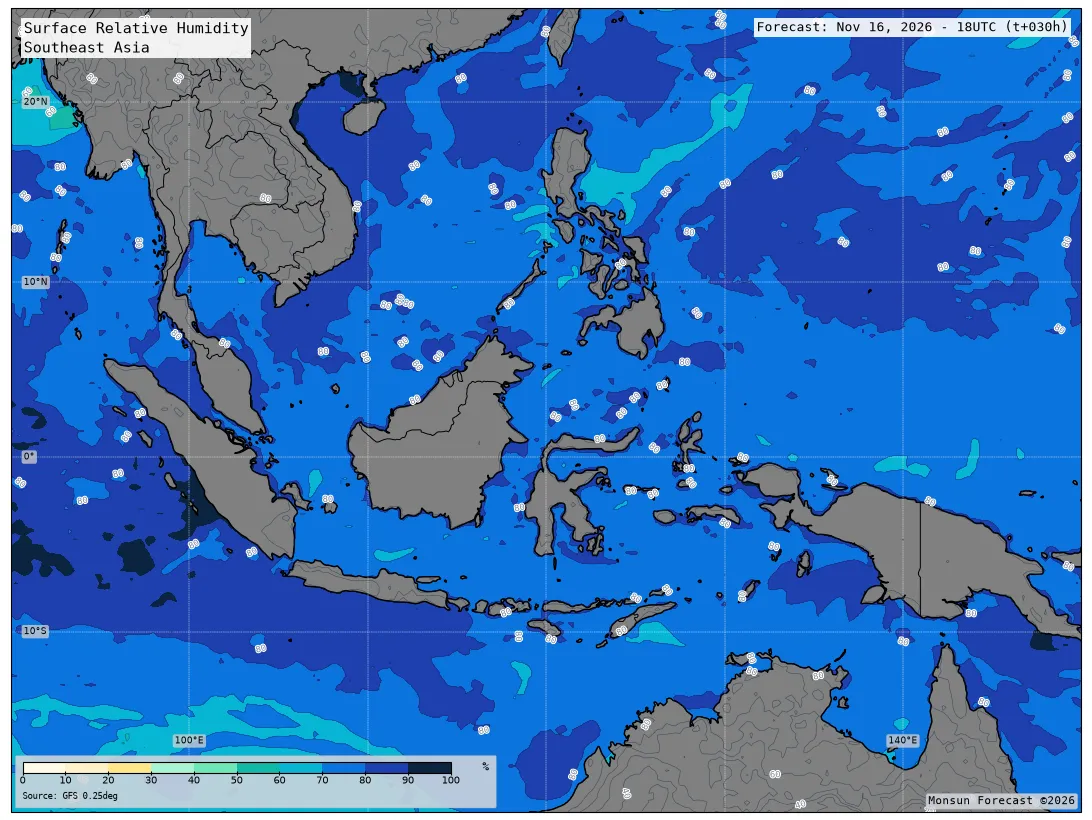 Surface Relative Humidity
Southeast Asia
Forecast: Nov 16, 2026 - 18UTC (t+030h)
20°N
10°N
0°
10°S
100°E
140°E
%
0 10 20 30 40 50 60 70 80 90 100
Source: GFS 0.25deg
Monsun Forecast ©2026